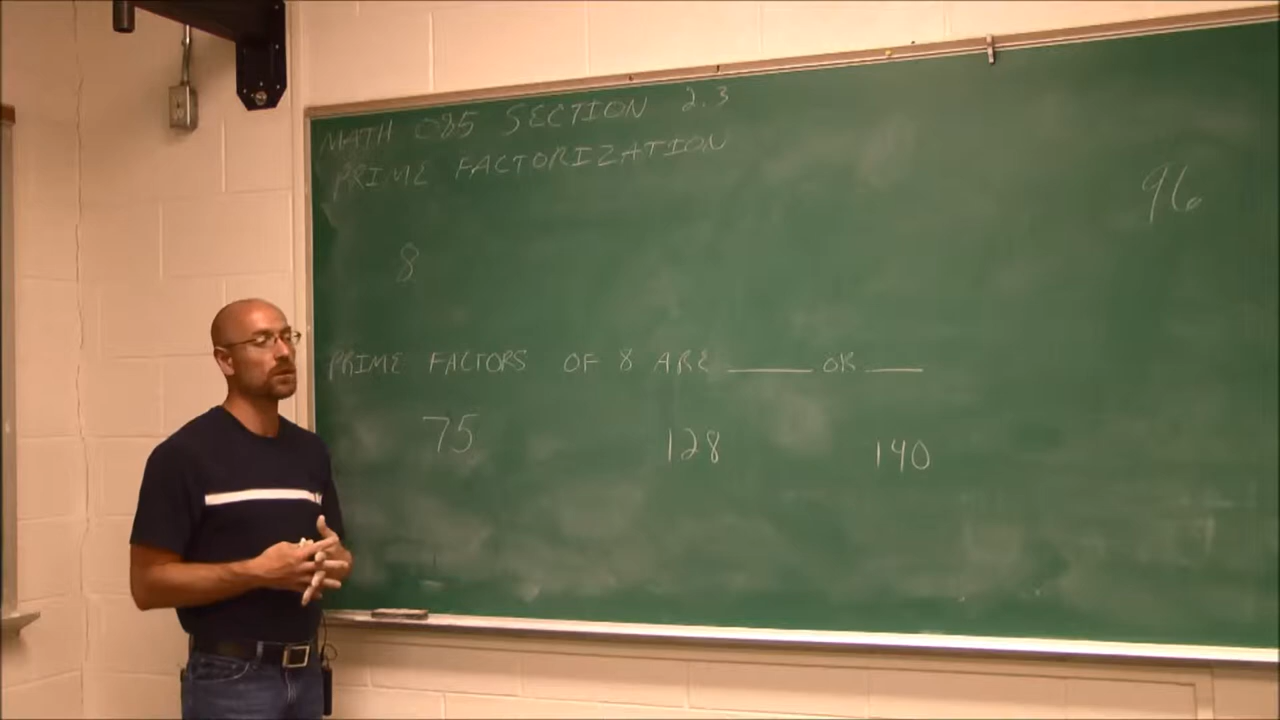 MATH 085 SECTION 2.3
PRIME FACTORIZATION
96
8
PRIME FACTORS OF 8 ARE ______ OR ____
75 128 140